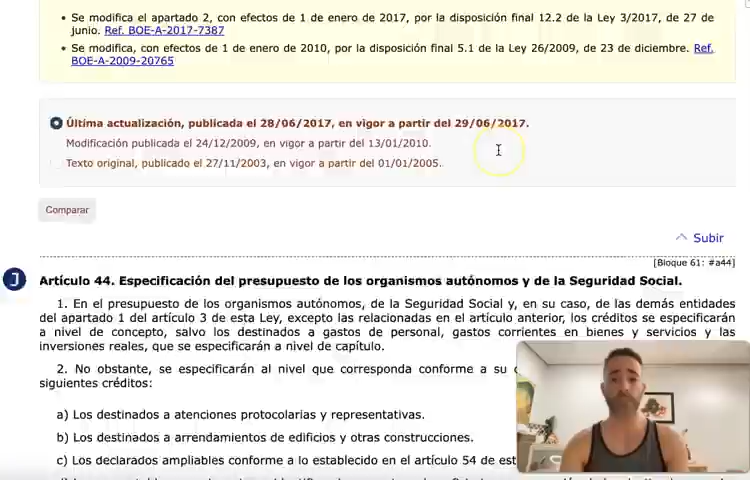 • Se modifica el apartado 2, con efectos de 1 de enero de 2017, por la disposición final 12.2 de la Ley 3/2017, de 27 de
junio. Ref. BOE-A-2017-7387
• Se modifica, con efectos de 1 de enero de 2010, por la disposición final 5.1 de la Ley 26/2009, de 23 de diciembre. Ref.
BOE-A-2009-20765
Última actualización, publicada el 28/06/2017, en vigor a partir del 29/06/2017.
Modificación publicada el 24/12/2009, en vigor a partir del 13/01/2010.
Texto original, publicado el 27/11/2003, en vigor a partir del 01/01/2005.
Comparar
Subir
[Bloque 61: #a44]
J
Artículo 44. Especificación del presupuesto de los organismos autónomos y de la Seguridad Social.
1. En el presupuesto de los organismos autónomos, de la Seguridad Social y, en su caso, de las demás entidades
del apartado 1 del artículo 3 de esta Ley, excepto las relacionadas en el artículo anterior, los créditos se especificarán
a nivel de concepto, salvo los destinados a gastos de personal, gastos corrientes en bienes y servicios y las
inversiones reales, que se especificarán a nivel de capítulo.
2. No obstante, se especificarán al nivel que corresponda conforme a su
siguientes créditos:
a) Los destinados a atenciones protocolarias y representativas.
b) Los destinados a arrendamientos de edificios y otras construcciones.
c) Los declarados ampliables conforme a lo establecido en el artículo 54 de est